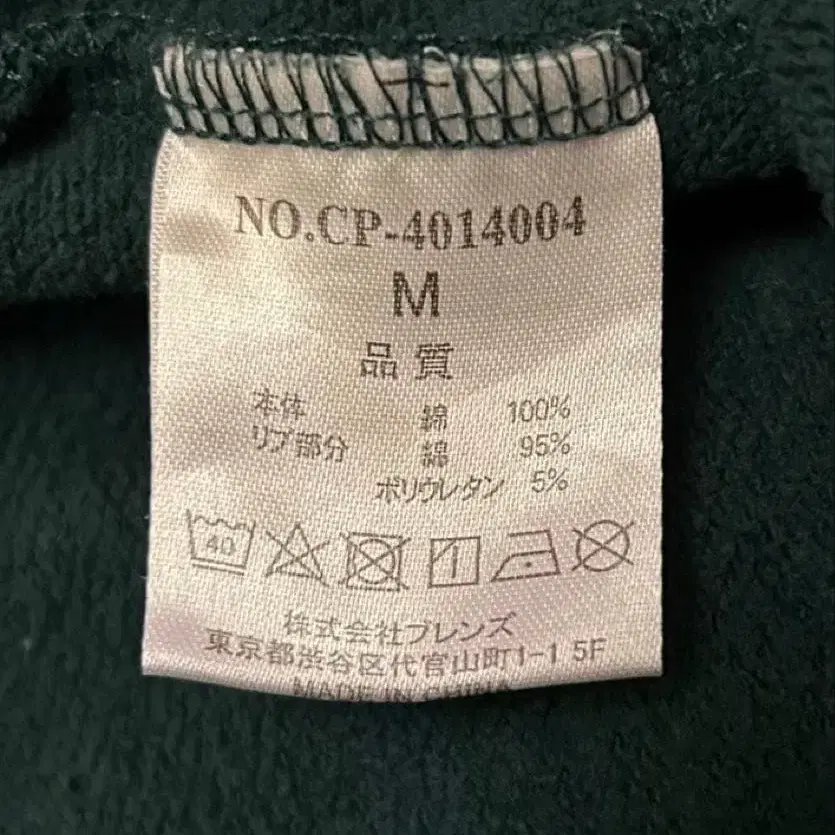 NO.CP-4014004
M
品質
本体 綿 100%
リブ部分 綿 95%
ポリウレタン 5%
40
株式会社フレンズ
東京都渋谷区代官山町1-1 5F
MADE IN CHINA